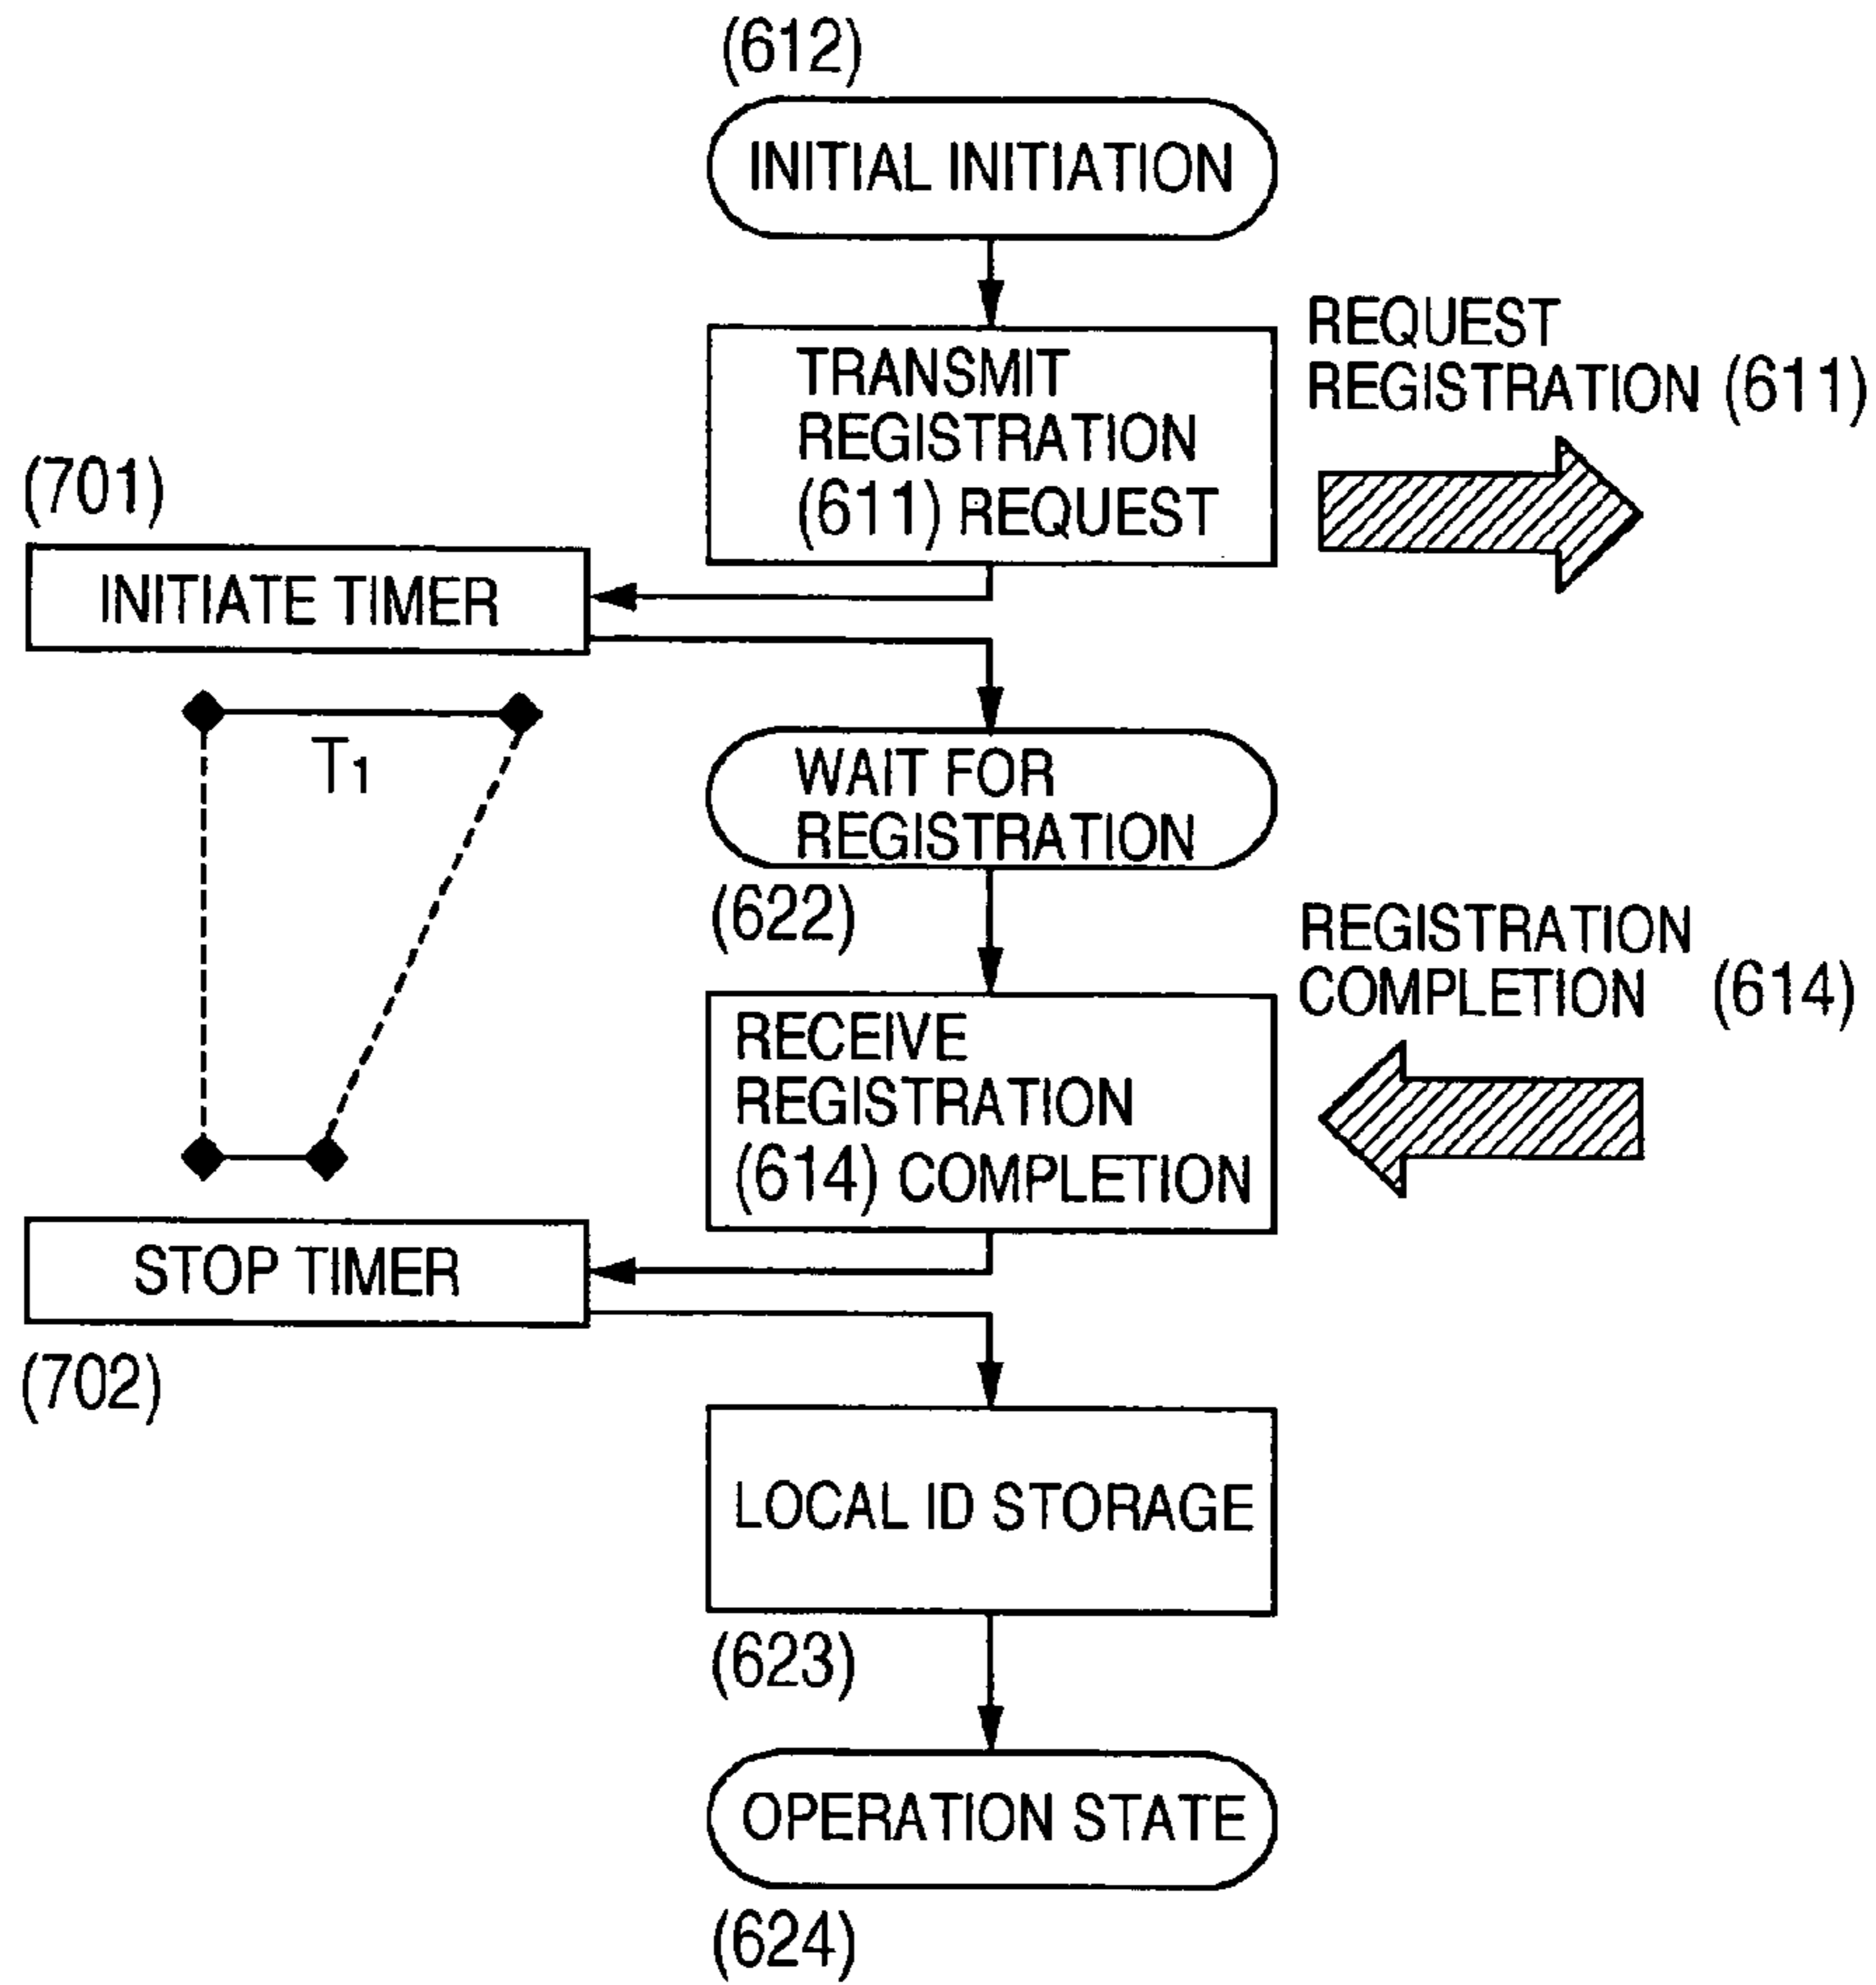 (612)
INITIAL INITIATION
TRANSMIT
REGISTRATION
(611) REQUEST
REQUEST
REGISTRATION (611)
(701)
INITIATE TIMER
T1
WAIT FOR
REGISTRATION
(622)
REGISTRATION
COMPLETION (614)
RECEIVE
REGISTRATION
(614) COMPLETION
STOP TIMER
(702)
LOCAL ID STORAGE
(623)
OPERATION STATE
(624)